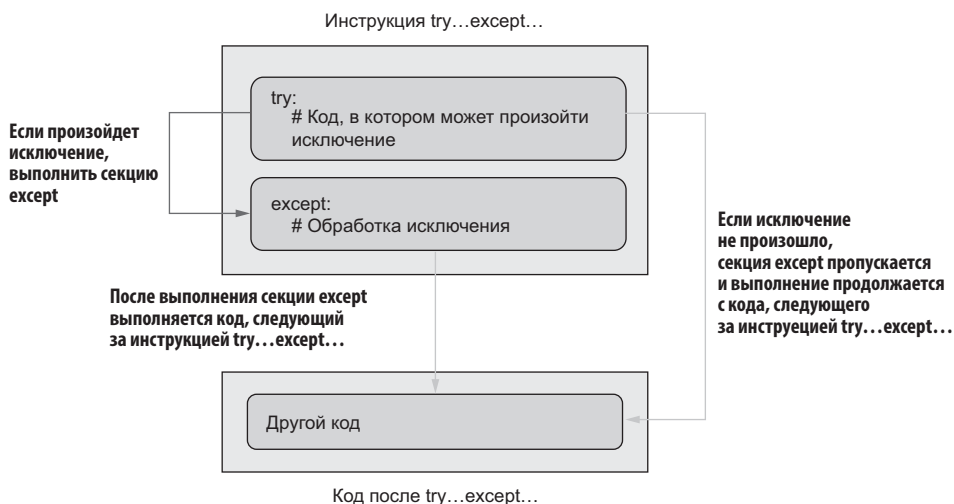 Инструкция try…except…
try:
# Код, в котором может произойти
исключение
Если произойдет
исключение,
выполнить секцию
except
except:
# Обработка исключения
Если исключение
не произошло,
секция except пропускается
и выполнение продолжается
с кода, следующего
за инструецией try…except…
После выполнения секции except
выполняется код, следующий
за инструкцией try…except…
Другой код
Код после try…except…